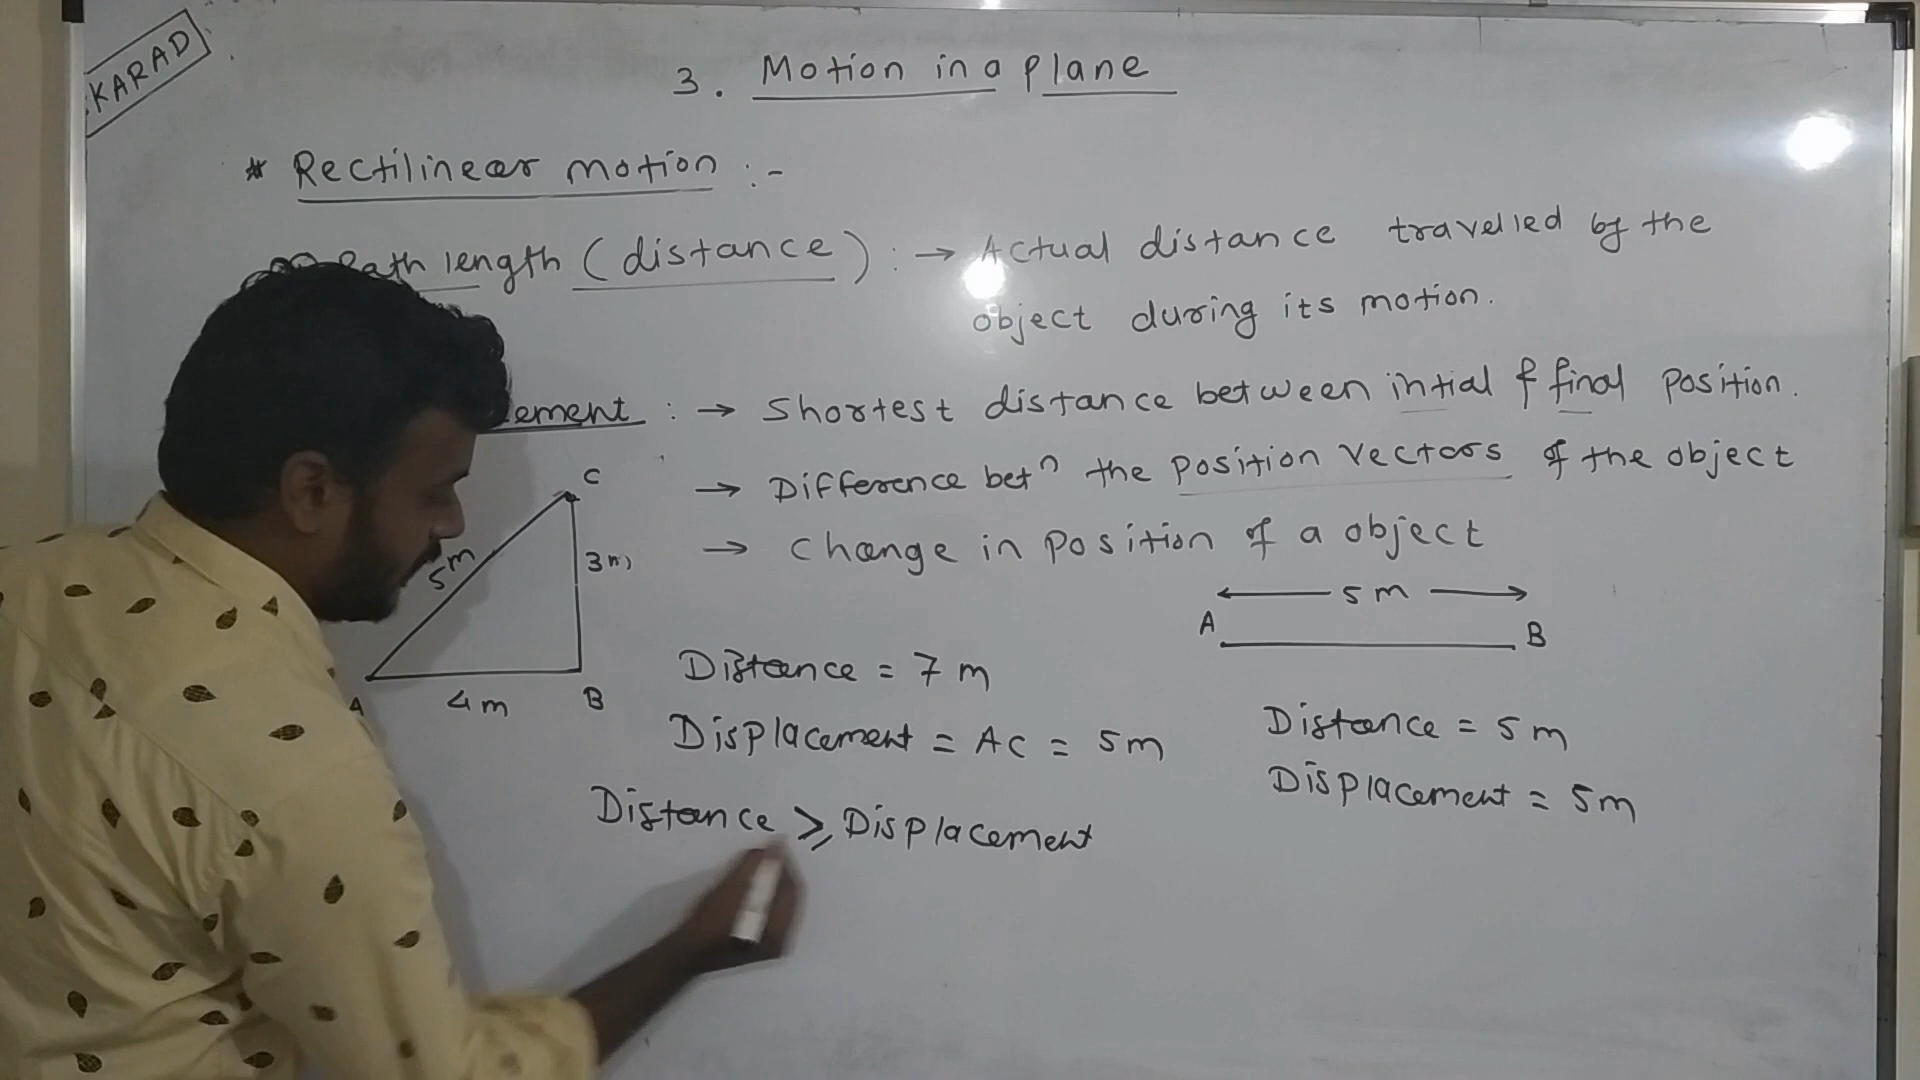 KARAD
3. Motion in a plane
* Rectilinear motion :-
Path length (distance) : → Actual distance travelled by the
object during its motion.
ement : → Shortest distance between intial & final position.
→ Difference betⁿ the position vectors of the object
→ Change in position of a object
C
5m
3m
A
4m
B
← 5m →
A
B
Distance = 7 m
Displacement = AC = 5m
Distance = 5m
Displacement = 5m
Distance ⩾ Displacement